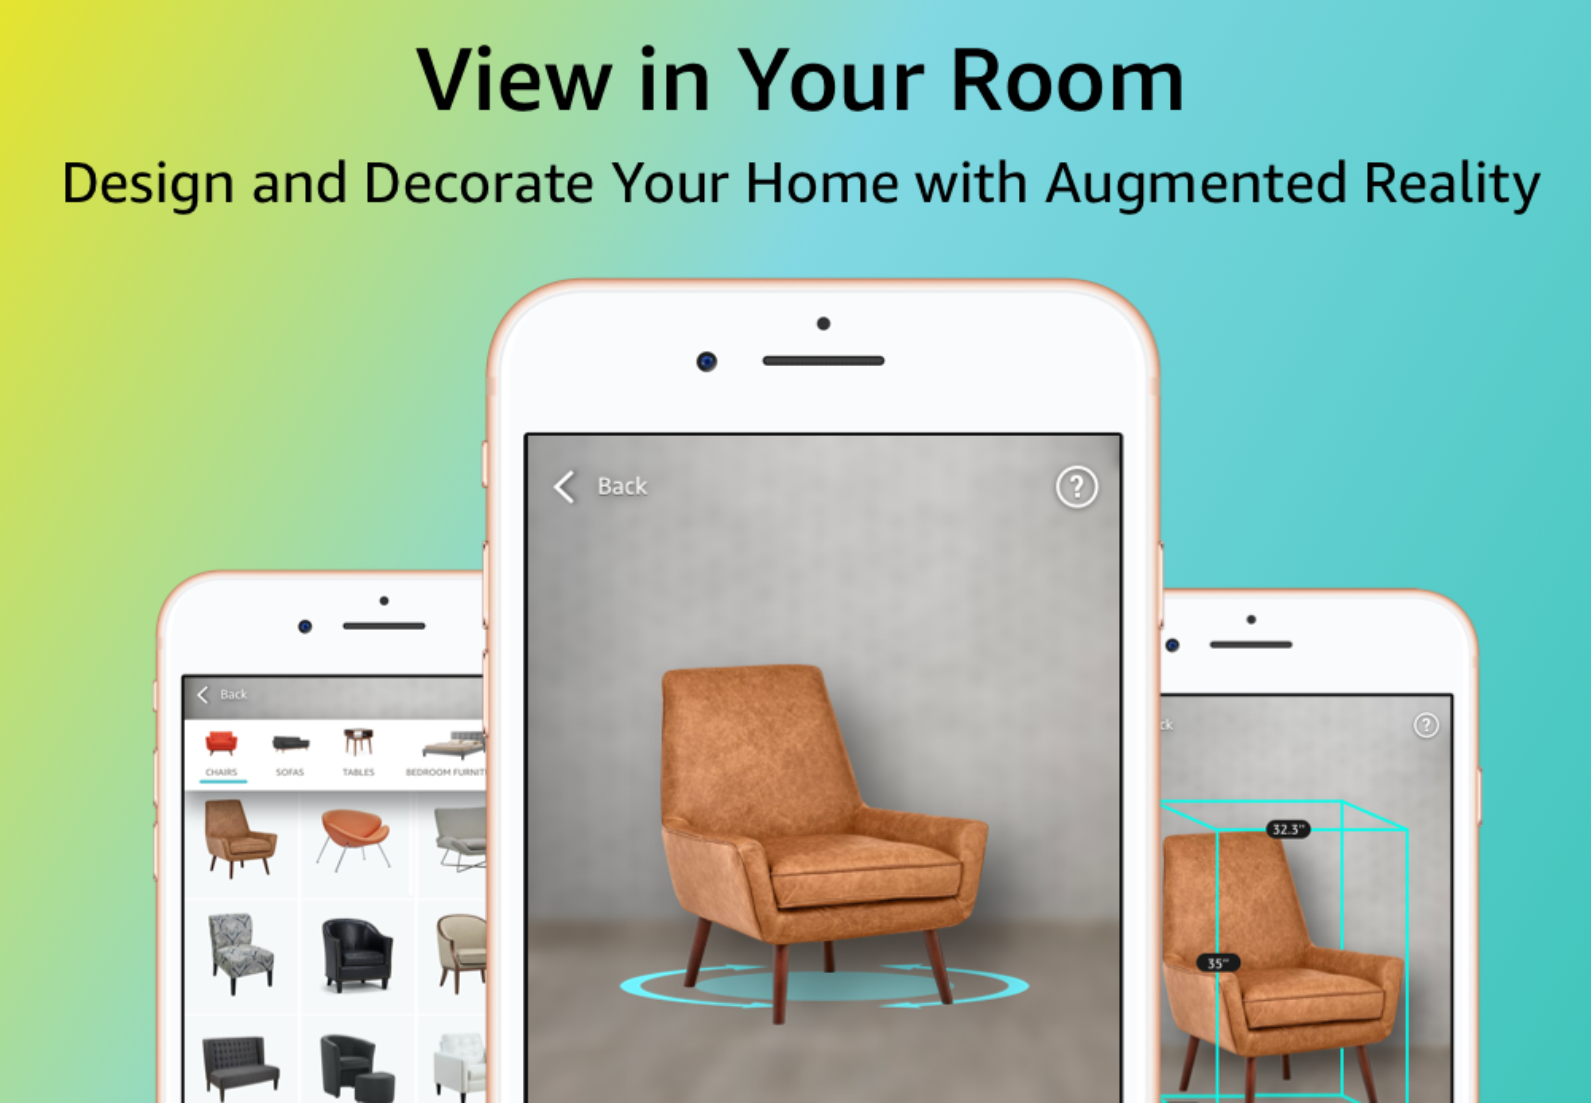 View in Your Room
Design and Decorate Your Home with Augmented Reality
Back
?
Back
CHAIRS
SOFAS
TABLES
BEDROOM
?
32.3"
35"